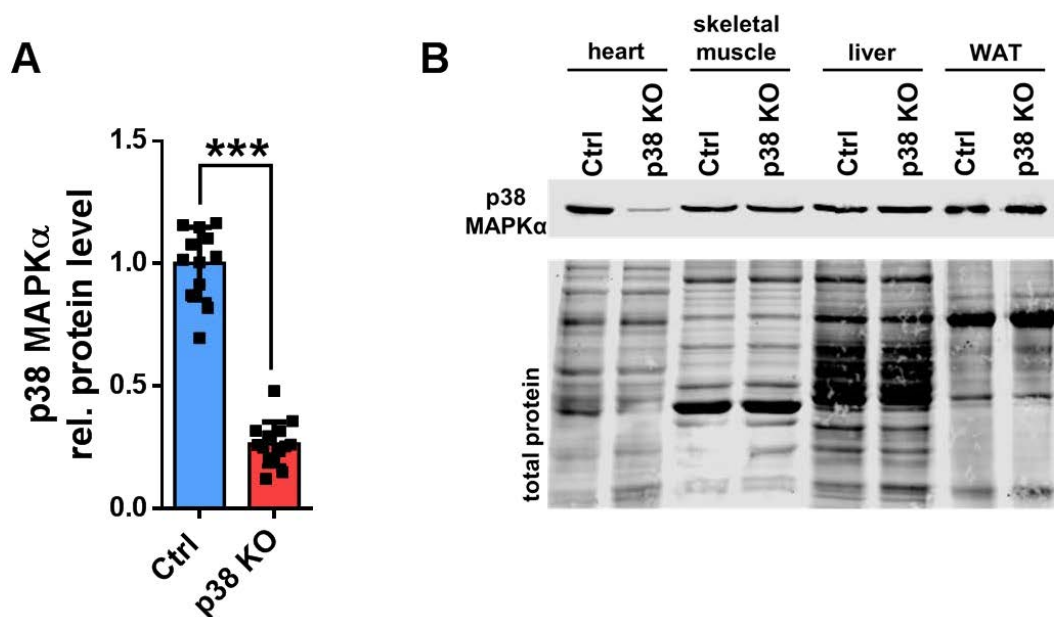 A
1.5
1.0
0.5
0.0
p38 MAPKα
rel. protein level
***
Ctrl
p38 KO
B
heart
skeletal
muscle
liver
WAT
Ctrl
p38 KO
Ctrl
p38 KO
Ctrl
p38 KO
Ctrl
p38 KO
p38
MAPKα
total protein